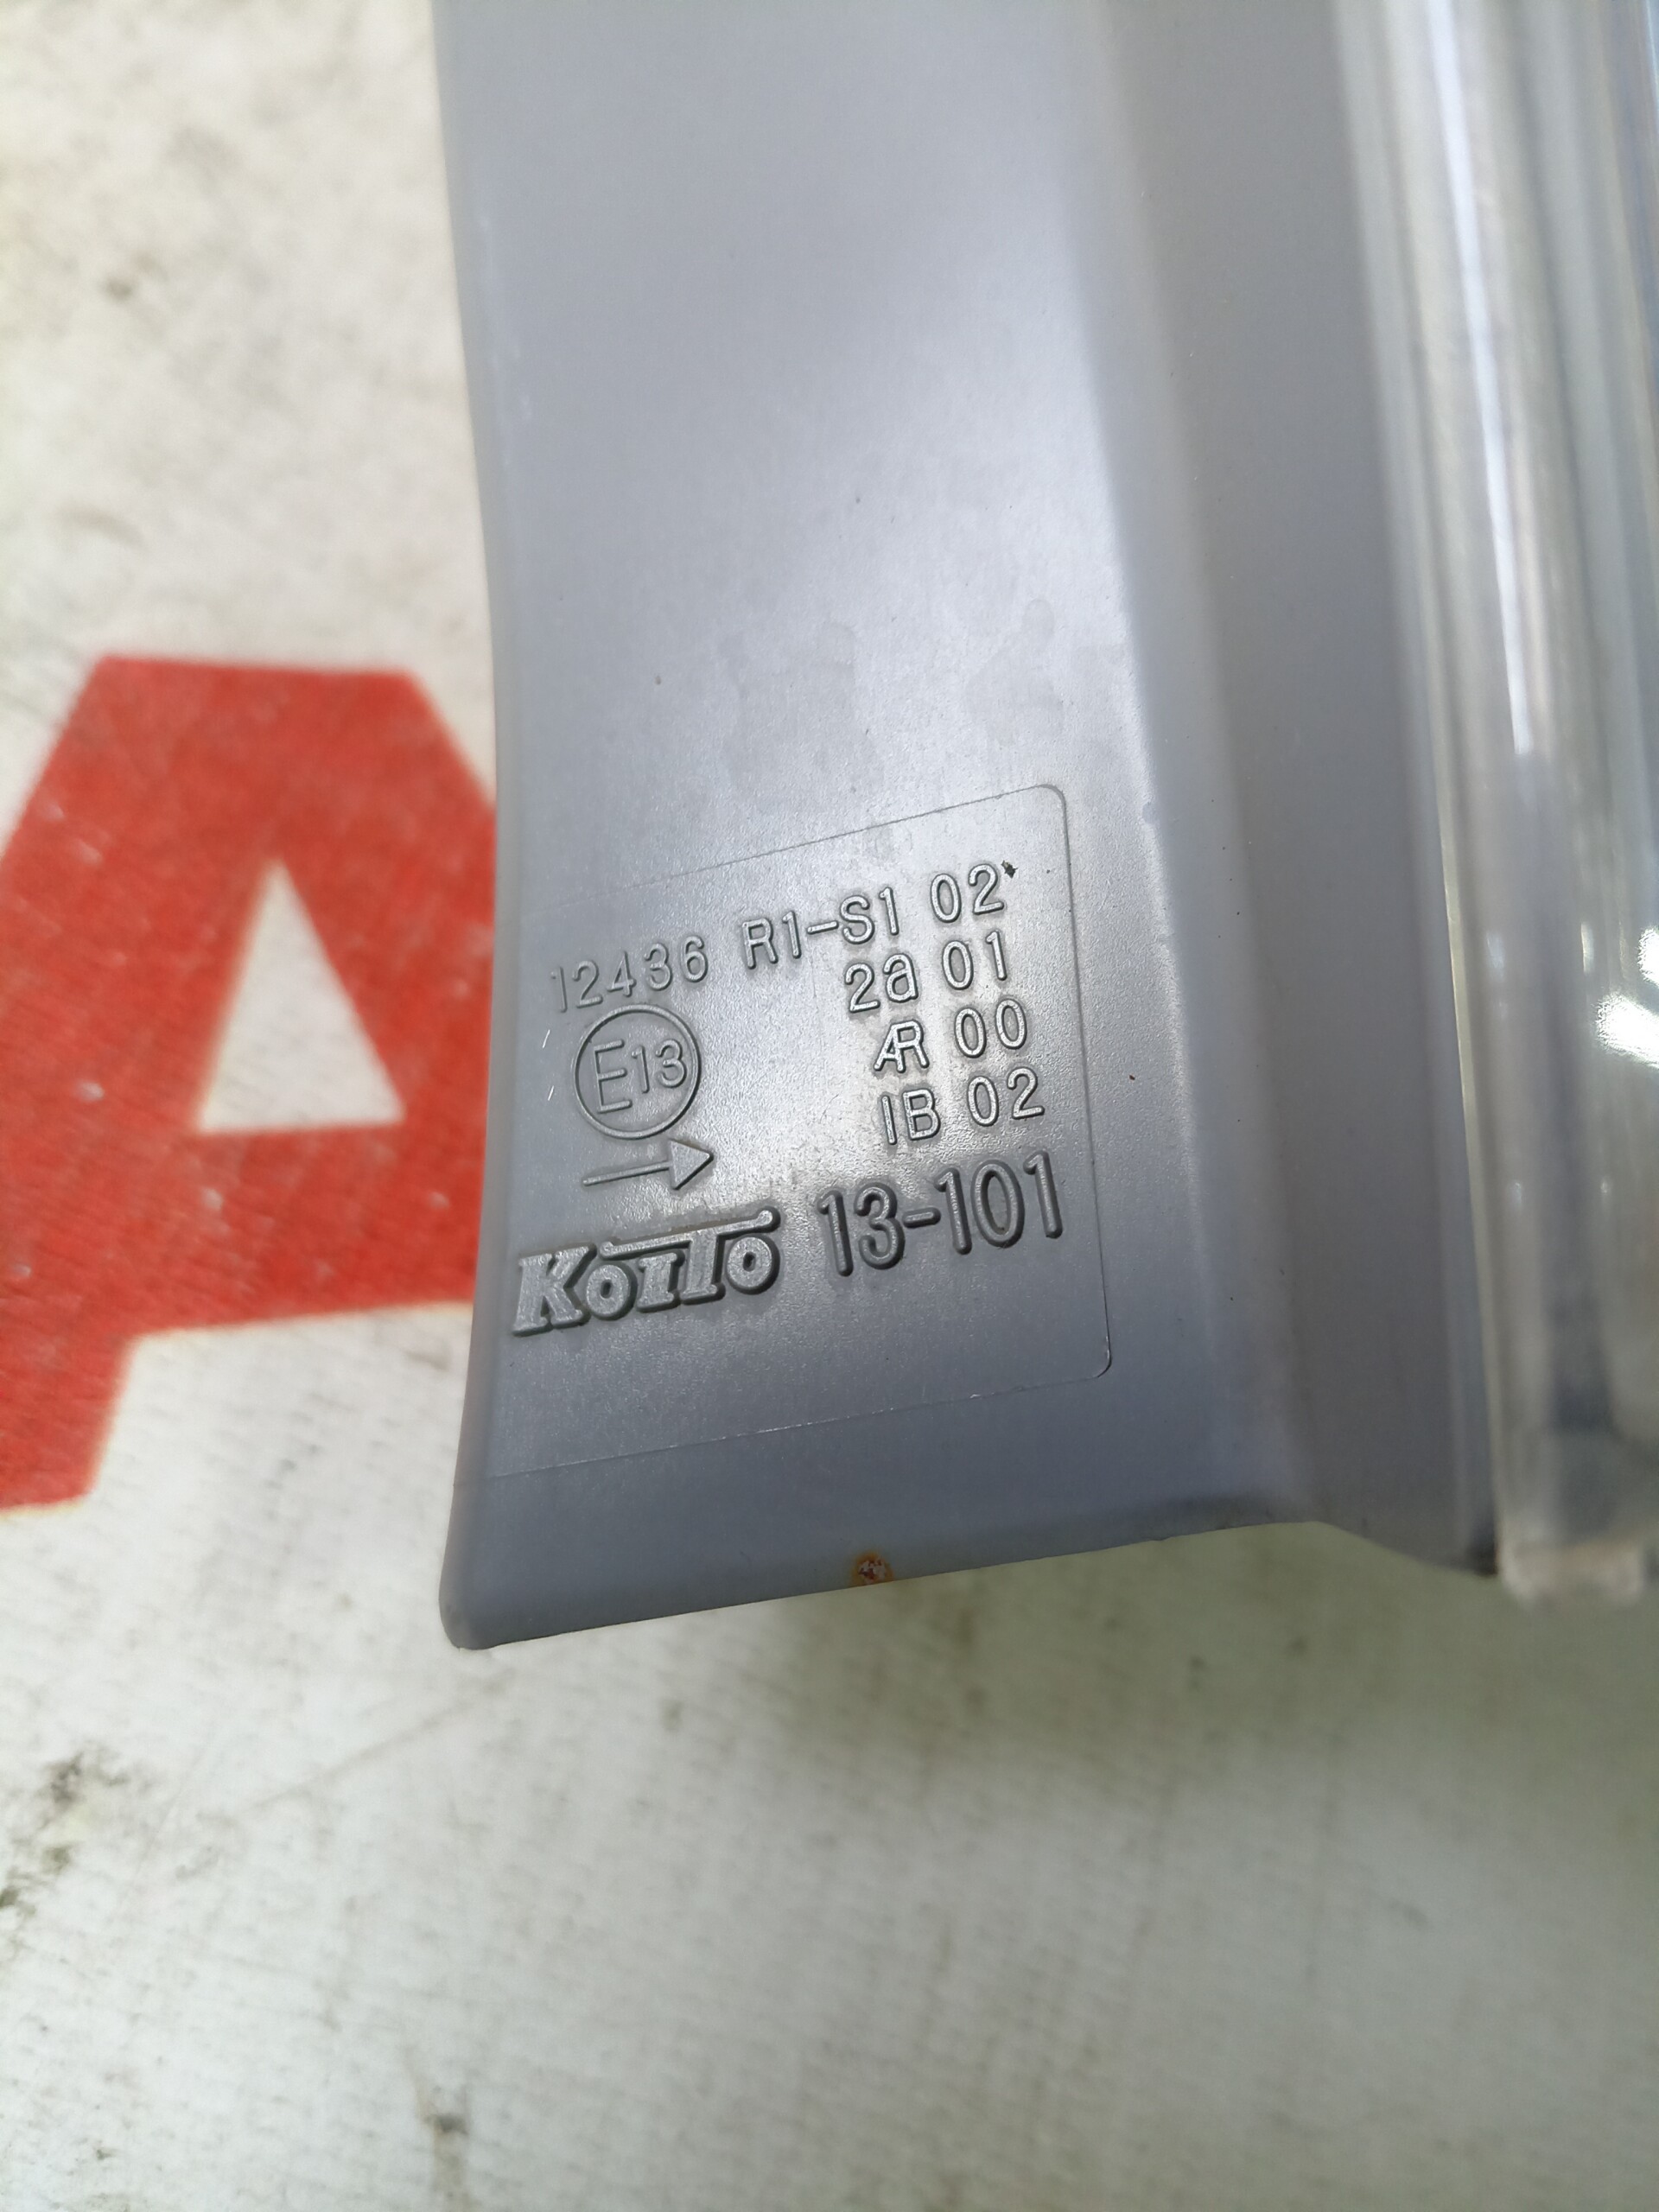 12436 R1-S1 02
2a 01
E13 AR 00
IB 02
→
KOITO 13-101
A